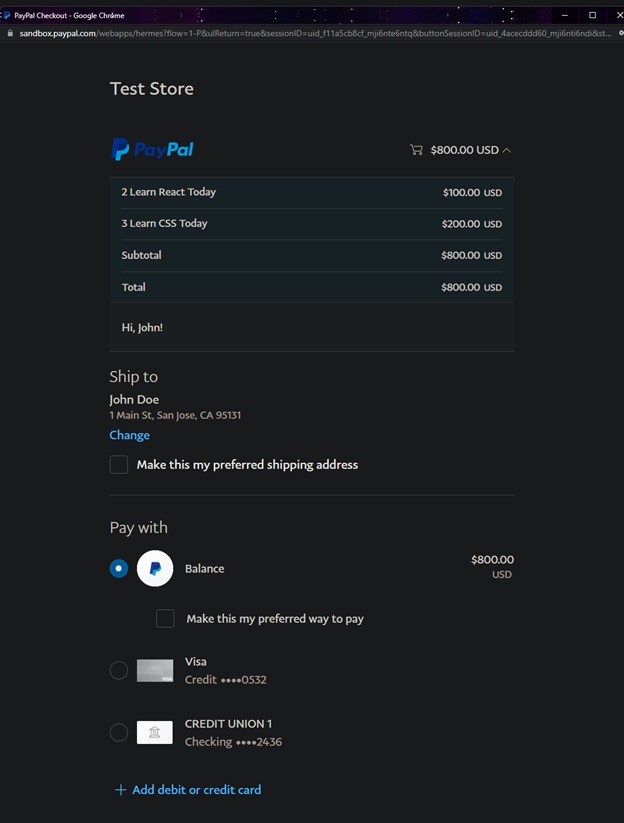 PayPal Checkout - Google Chrome
sandbox.paypal.com/webapps/hermes?flow=1-P&ulReturn=true&sessionID=uid_f11a5cb8cf_mji6nte6ntq&buttonSessionID=uid_4acecddd60_mji6nti6ndi&st...
Test Store
PayPal
$800.00 USD
2 Learn React Today $100.00 USD
3 Learn CSS Today $200.00 USD
Subtotal $800.00 USD
Total $800.00 USD
Hi, John!
Ship to
John Doe
1 Main St, San Jose, CA 95131
Change
Make this my preferred shipping address
Pay with
Balance $800.00
USD
Make this my preferred way to pay
Visa
VISA
Credit ••••0532
CREDIT UNION 1
Checking ••••2436
+ Add debit or credit card